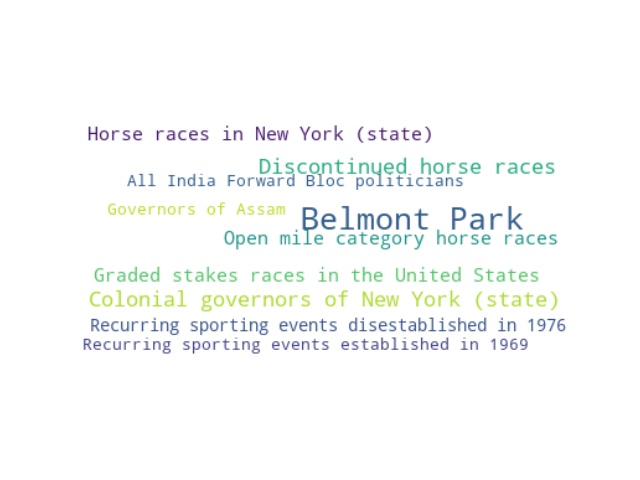 Horse races in New York (state)
Discontinued horse races
All India Forward Bloc politicians
Governors of Assam
Belmont Park
Open mile category horse races
Graded stakes races in the United States
Colonial governors of New York (state)
Recurring sporting events disestablished in 1976
Recurring sporting events established in 1969